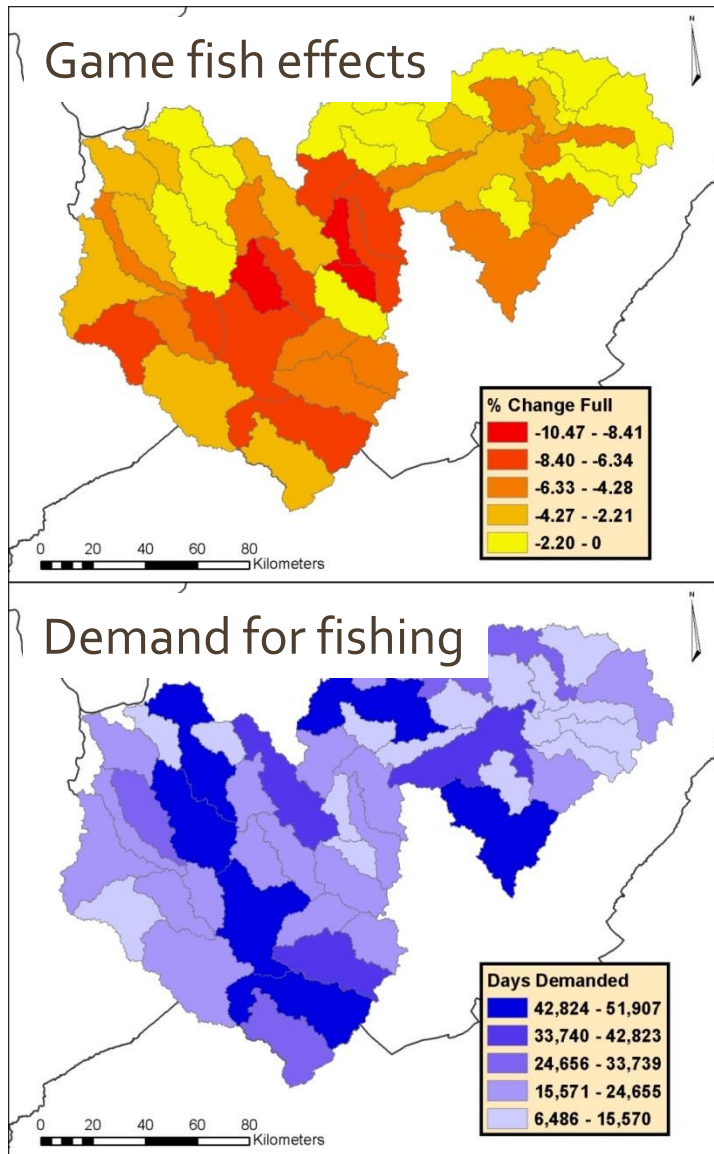 N
Game fish effects
% Change Full
-10.47 - -8.41
-8.40 - -6.34
-6.33 - -4.28
-4.27 - -2.21
-2.20 - 0
0 20 40 60 80
Kilometers
N
Demand for fishing
Days Demanded
42,824 - 51,907
33,740 - 42,823
24,656 - 33,739
15,571 - 24,655
6,486 - 15,570
0 20 40 60 80
Kilometers